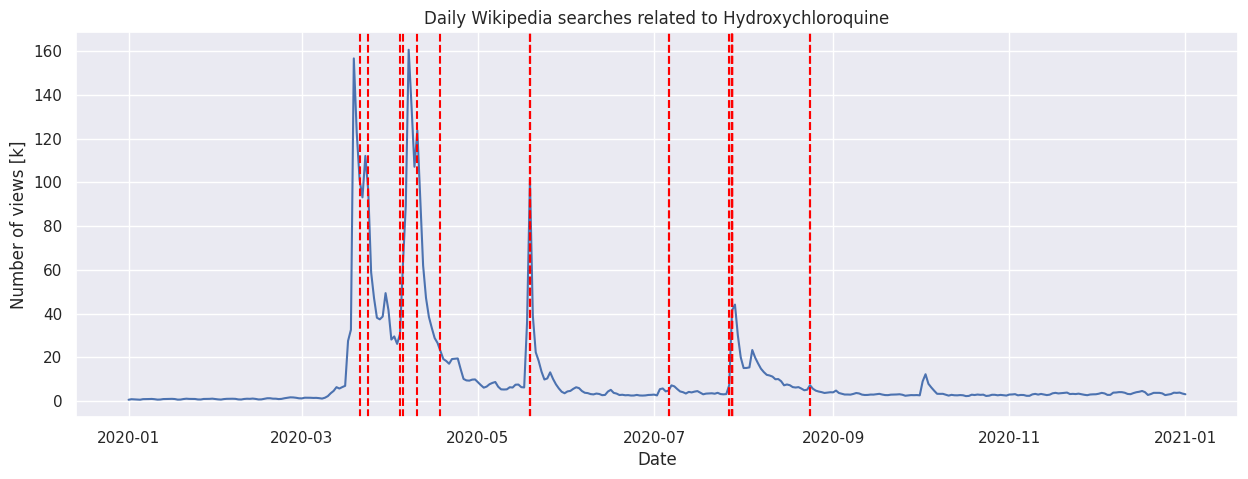 Daily Wikipedia searches related to Hydroxychloroquine
Number of views [k]
160
140
120
100
80
60
40
20
0
2020-01 2020-03 2020-05 2020-07 2020-09 2020-11 2021-01
Date